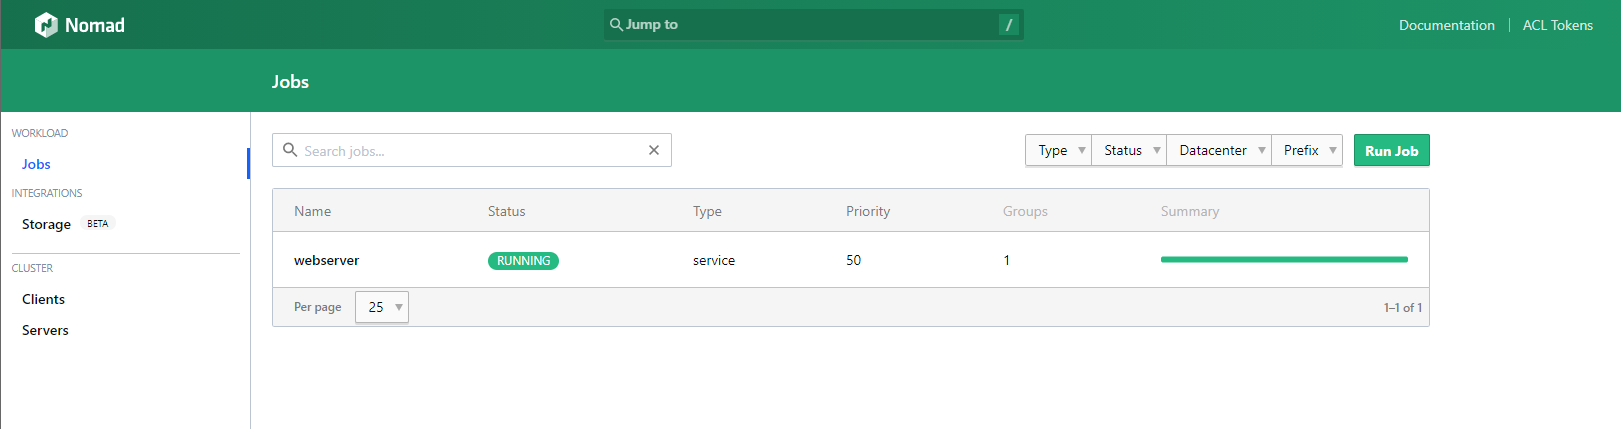 Nomad
Jump to /
Documentation | ACL Tokens
Jobs
WORKLOAD
Jobs
INTEGRATIONS
Storage BETA
CLUSTER
Clients
Servers
Search jobs...
Type Status Datacenter Prefix Run Job
Name Status Type Priority Groups Summary
webserver RUNNING service 50 1
Per page 25 1–1 of 1